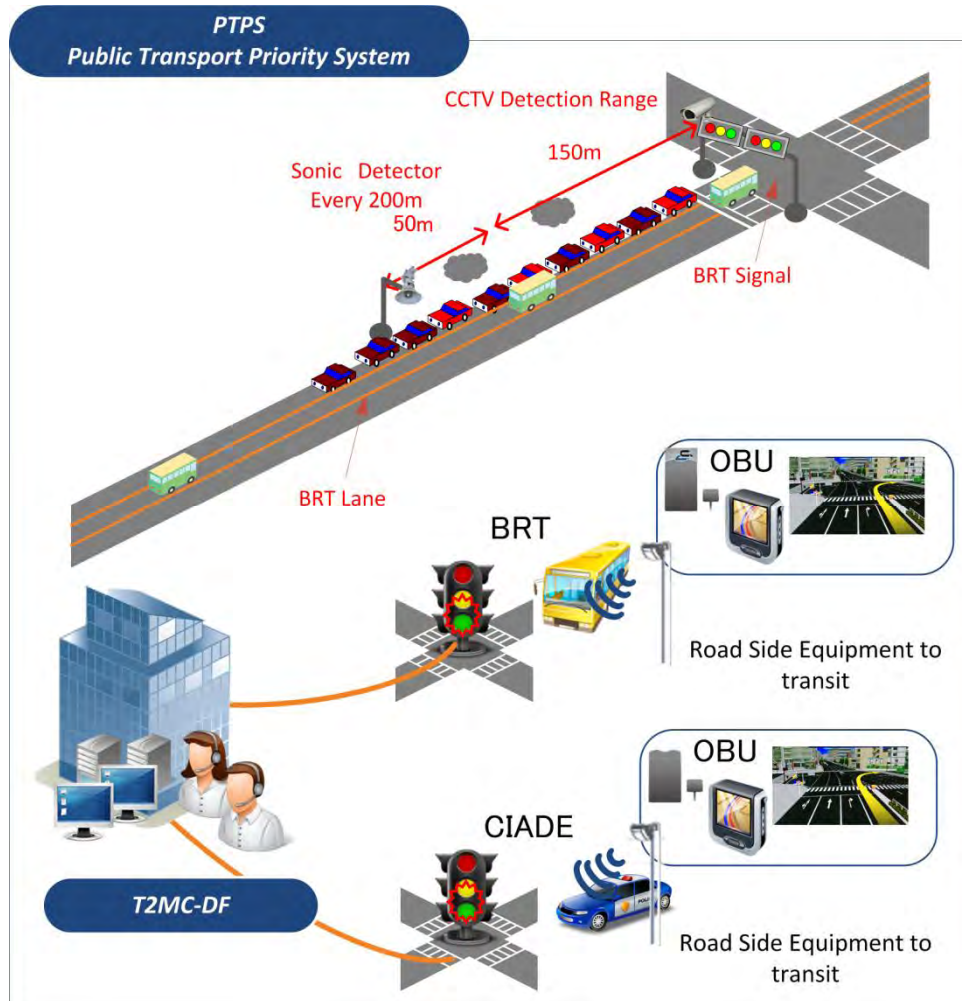 PTPS
Public Transport Priority System
CCTV Detection Range
150m
Sonic Detector
Every 200m
50m
BRT Signal
BRT Lane
OBU
BRT
Road Side Equipment to
transit
OBU
CIADE
T2MC-DF
Road Side Equipment to
transit